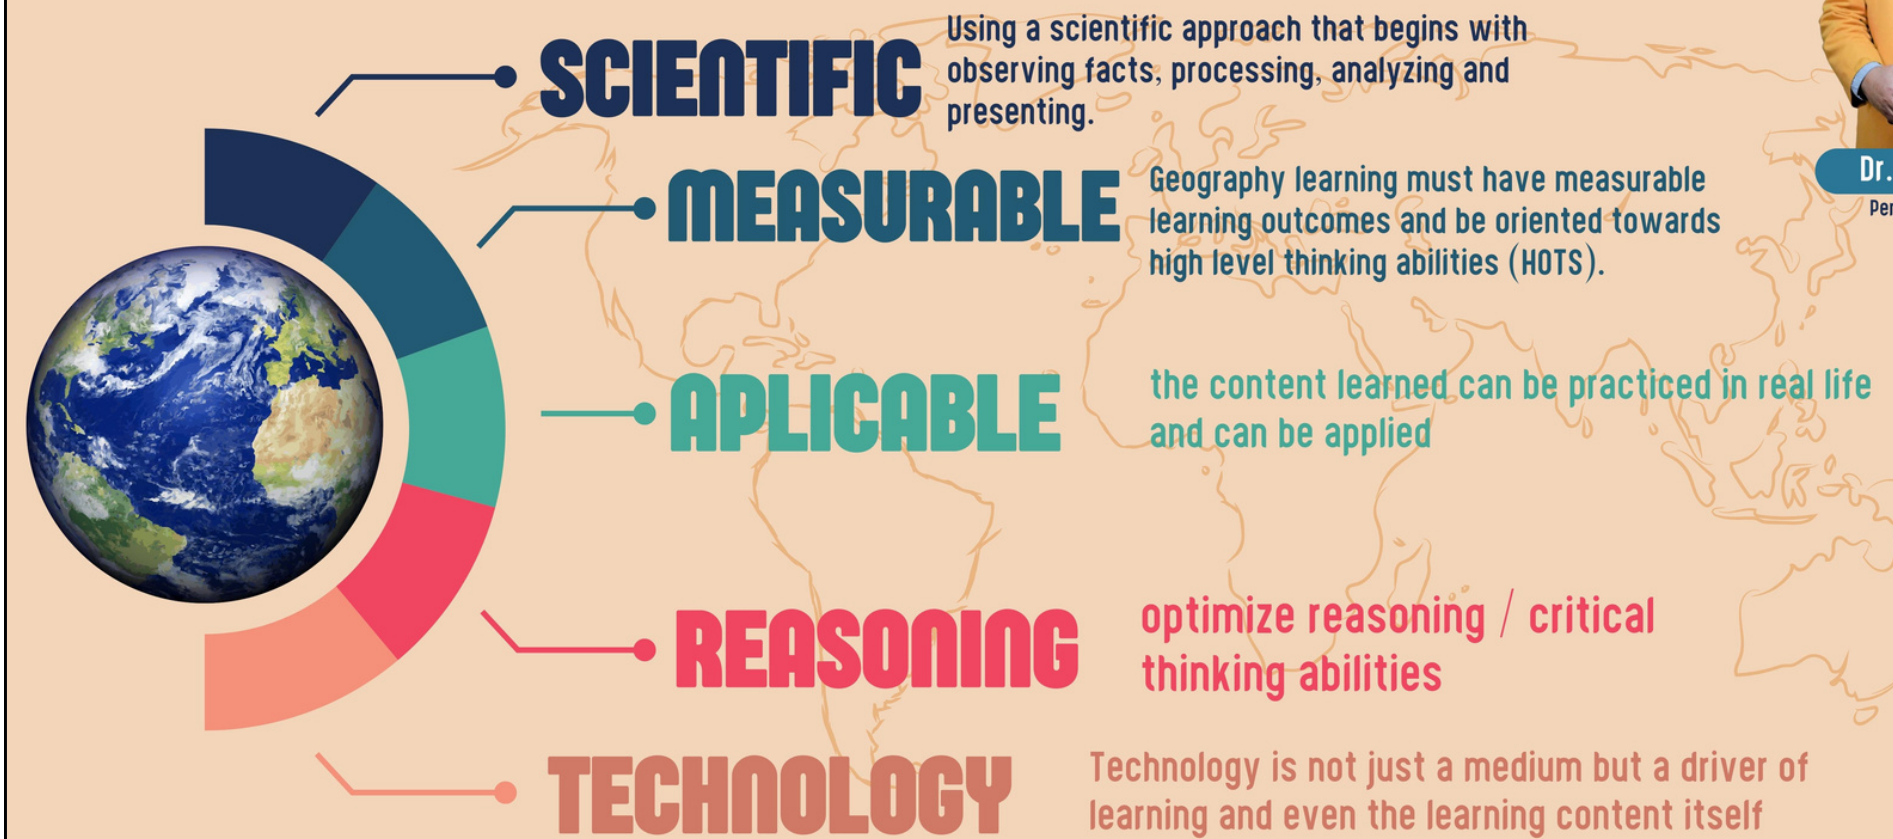 SCIENTIFIC
Using a scientific approach that begins with
observing facts, processing, analyzing and
presenting.
MEASURABLE
Geography learning must have measurable
learning outcomes and be oriented towards
high level thinking abilities (HOTS).
Dr.
Per
APLICABLE
the content learned can be practiced in real life
and can be applied
REASONING
optimize reasoning / critical
thinking abilities
TECHNOLOGY
Technology is not just a medium but a driver of
learning and even the learning content itself